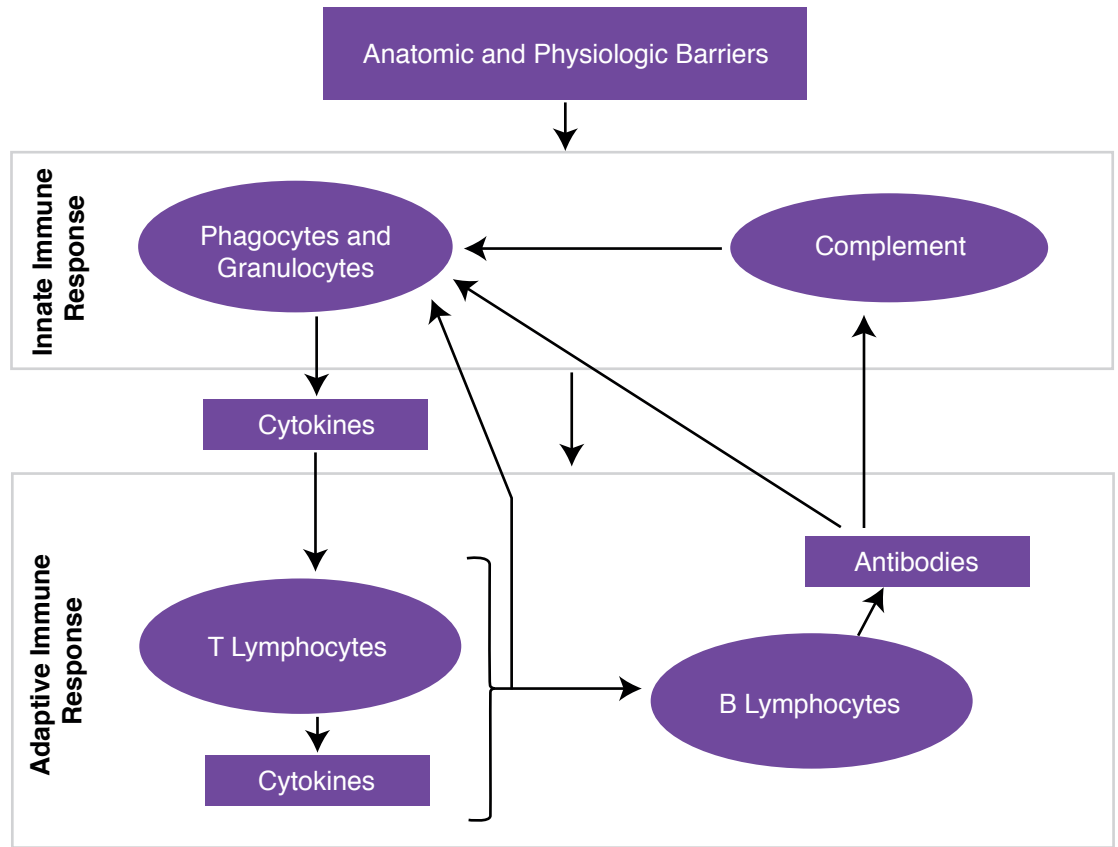 Anatomic and Physiologic Barriers
Innate Immune
Response
Phagocytes and
Granulocytes
Complement
Cytokines
Adaptive Immune
Response
Antibodies
T Lymphocytes
B Lymphocytes
Cytokines